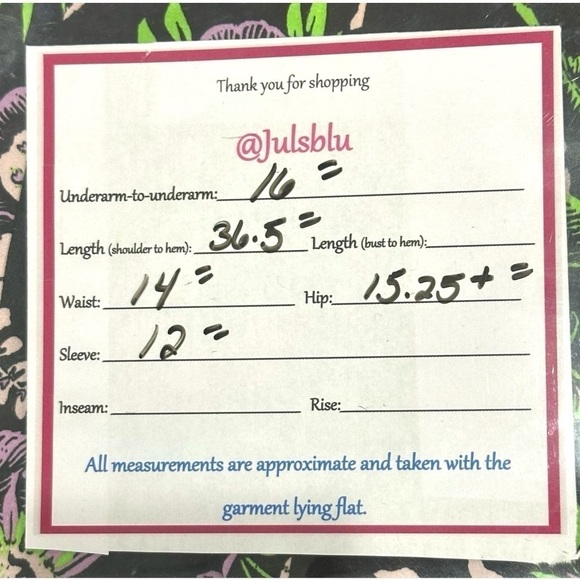 Thank you for shopping
@Julsblu
Underarm-to-underarm: 16 "
Length (shoulder to hem): 36.5 " Length (bust to hem):
Waist: 14 " Hip: 15.25+ "
Sleeve: 12 "
Inseam: Rise:
All measurements are approximate and taken with the
garment lying flat.